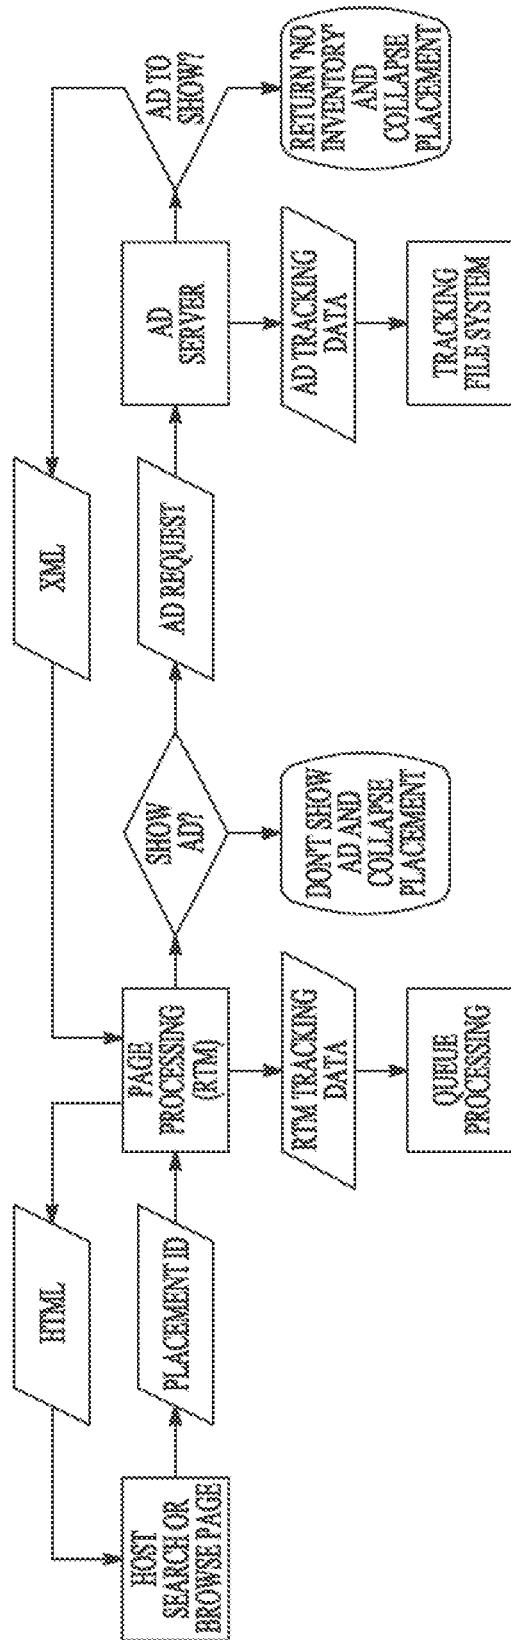 HTML
XML
HOST
SEARCH OR
BROWSE PAGE
PLACEMENT ID
PAGE
PROCESSING
(RTM)
SHOW
AD?
AD REQUEST
AD
SERVER
AD TO
SHOW?
RTM TRACKING
DATA
DON'T SHOW
AD AND
COLLAPSE
PLACEMENT
AD TRACKING
DATA
RETURN 'NO
INVENTORY'
AND
COLLAPSE
PLACEMENT
QUEUE
PROCESSING
TRACKING
FILE SYSTEM